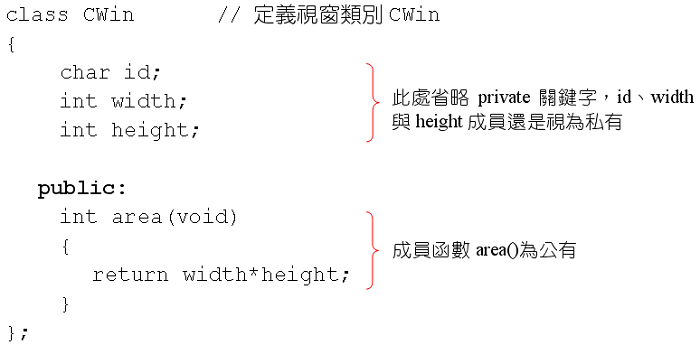 class CWin // 定義視窗類別 CWin
{
char id;
int width;
int height;
此處省略 private 關鍵字，id、width
與 height 成員還是視為私有
public:
int area(void)
{
return width*height;
}
成員函數 area()為公有
};